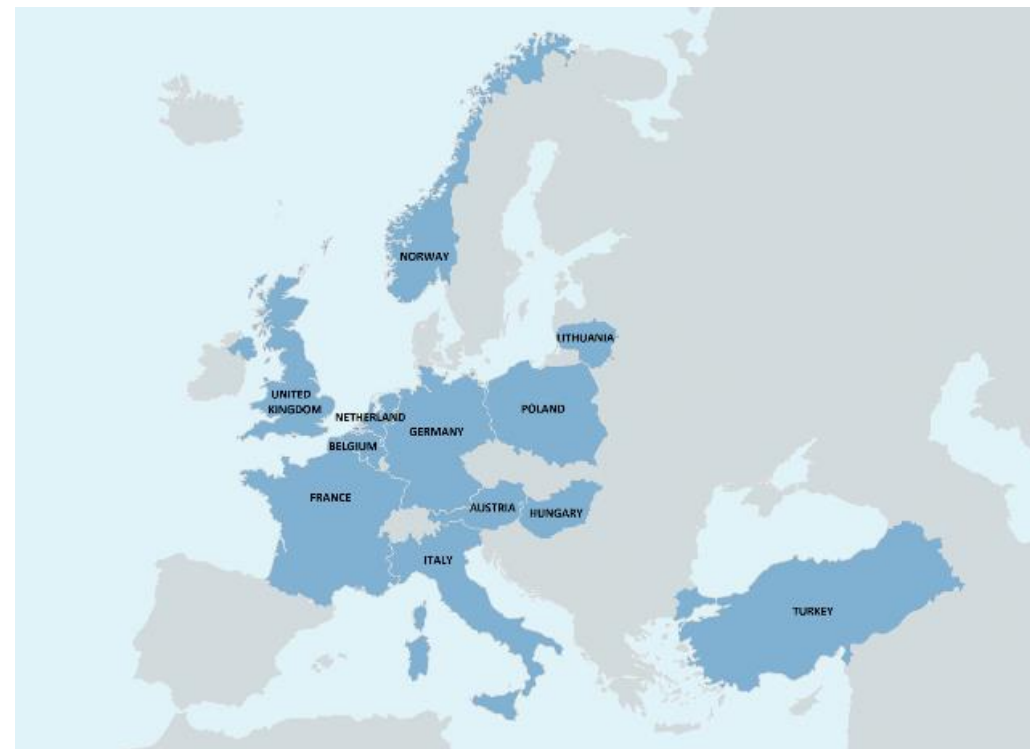 NORWAY
LITHUANIA
UNITED
KINGDOM
NETHERLAND
POLAND
GERMANY
BELGIUM
FRANCE
AUSTRIA
HUNGARY
ITALY
TURKEY